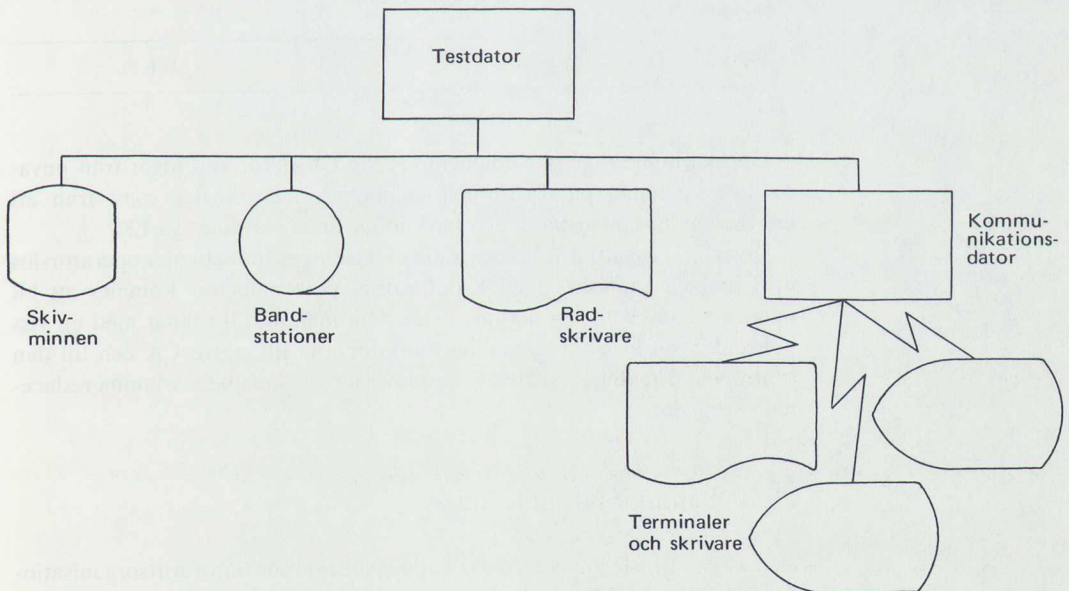 Testdator
Skiv-
minnen
Band-
stationer
Rad-
skrivare
Kommu-
nikations-
dator
Terminaler
och skrivare